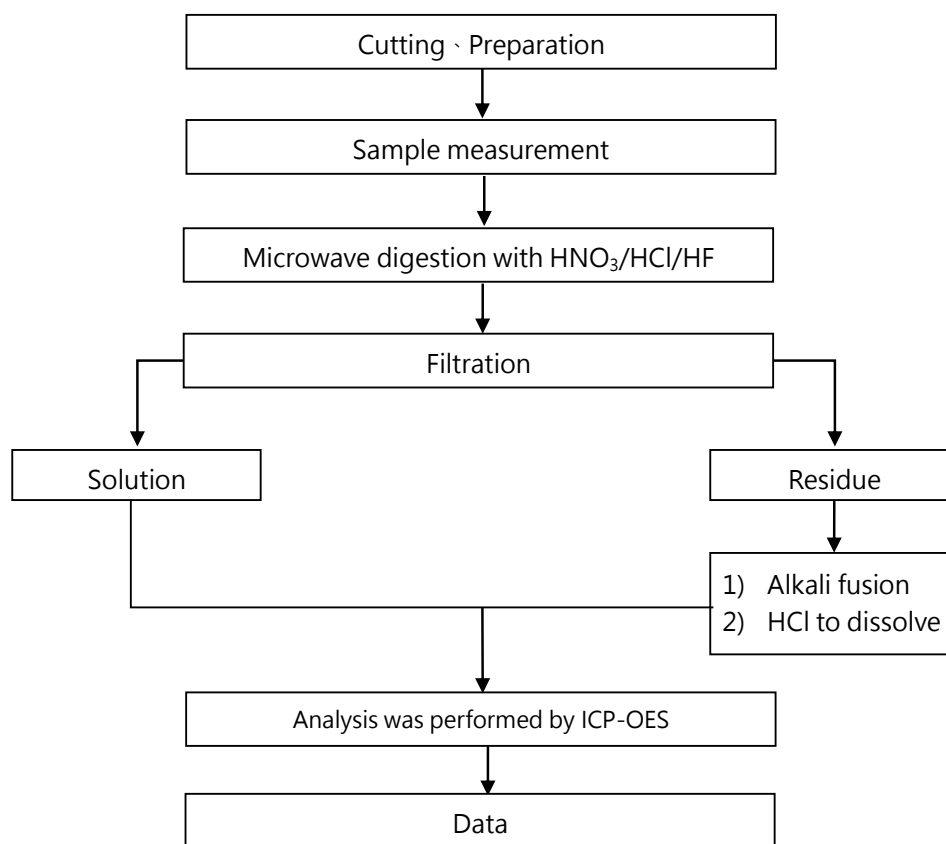 Cutting、Preparation
Sample measurement
Microwave digestion with HNO₃/HCl/HF
Filtration
Solution
Residue
1) Alkali fusion
2) HCl to dissolve
Analysis was performed by ICP-OES
Data